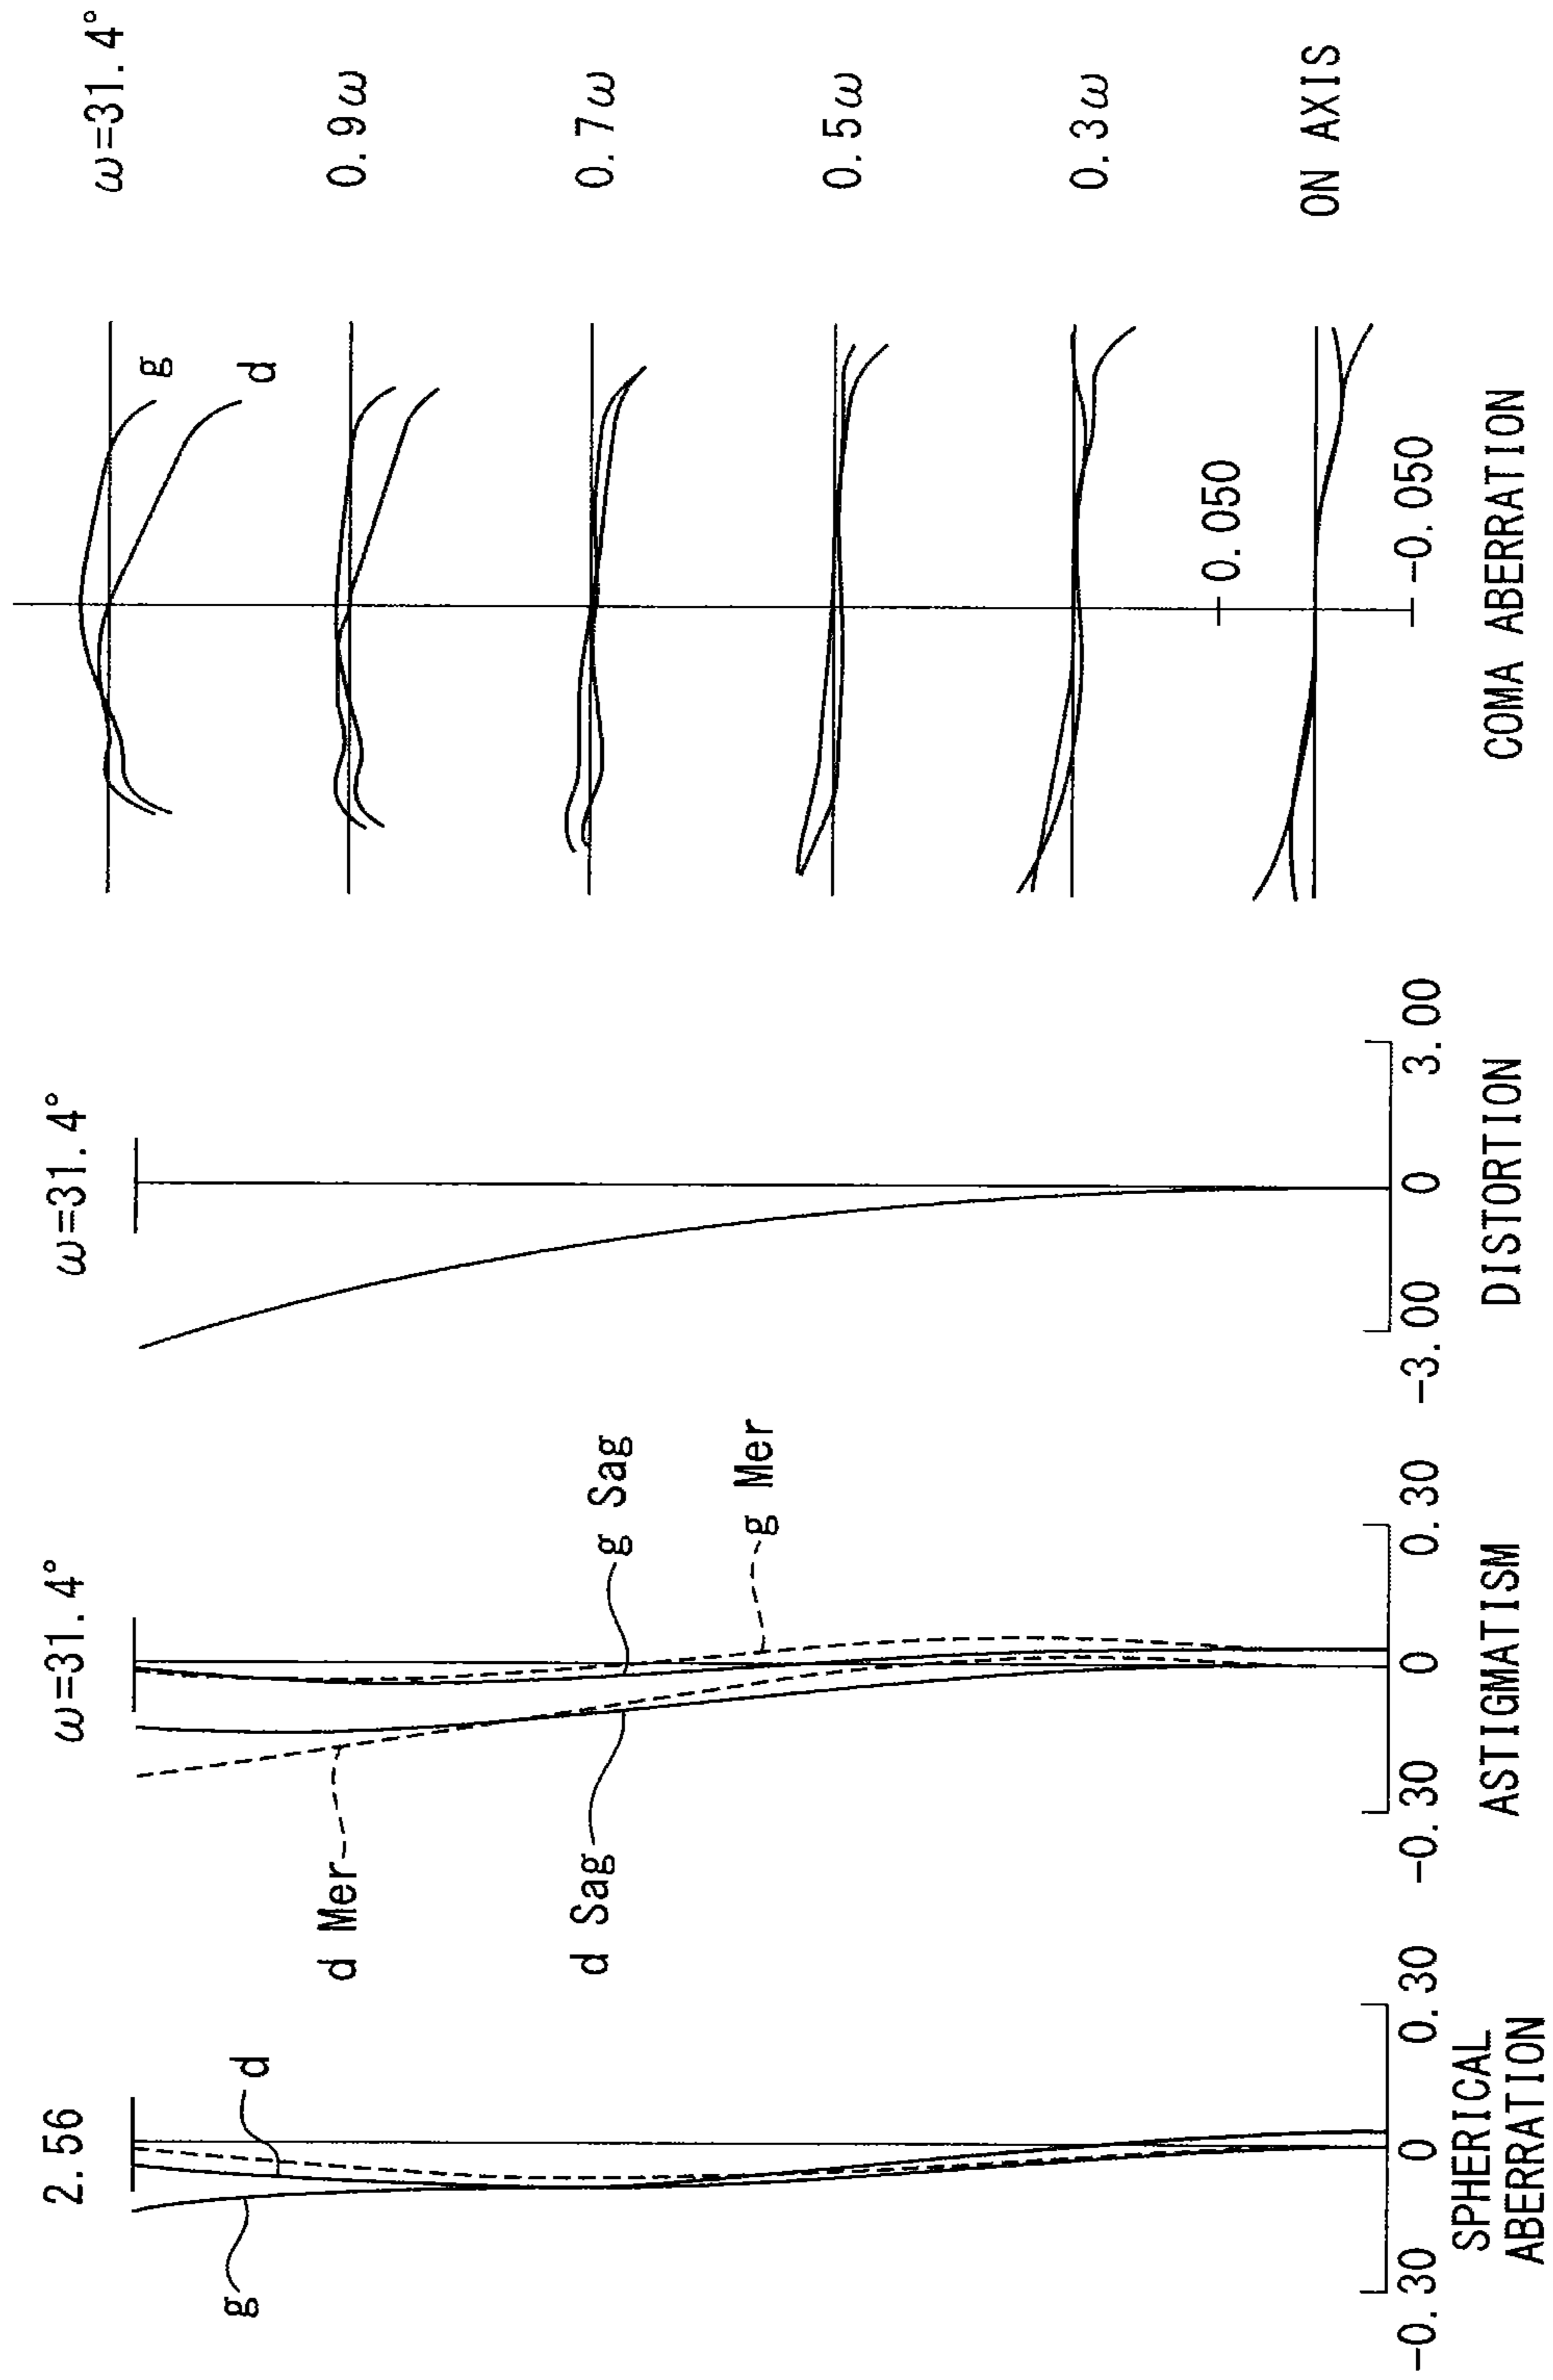 2.56
g
d
-0.30
0
0.30
SPHERICAL
ABERRATION
ω=31.4°
d Mer
d Sag
g Sag
g Mer
-0.30
0
0.30
ASTIGMATISM
ω=31.4°
-3.00
0
3.00
DISTORTION
ω=31.4°
g
d
0.9ω
0.7ω
0.5ω
0.3ω
0.050
ON AXIS
-0.050
COMA ABERRATION